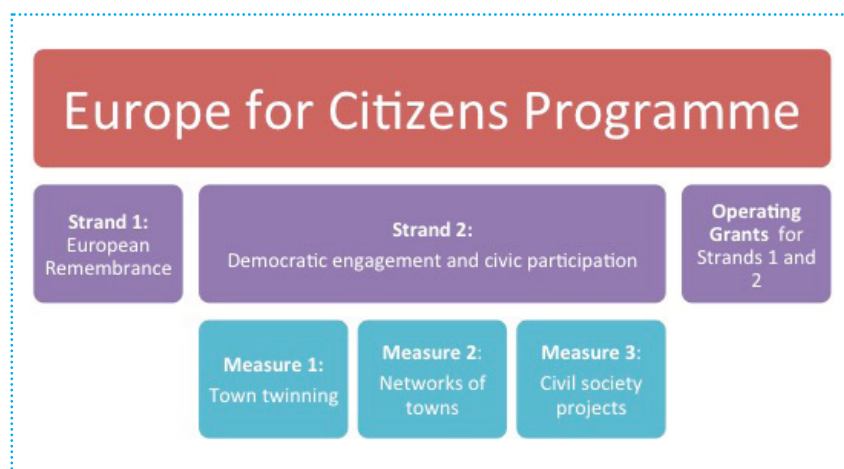 Europe for Citizens Programme
Strand 1:
European
Remembrance
Strand 2:
Democratic engagement and civic participation
Operating
Grants for
Strands 1 and
2
Measure 1:
Town twinning
Measure 2:
Networks of
towns
Measure 3:
Civil society
projects